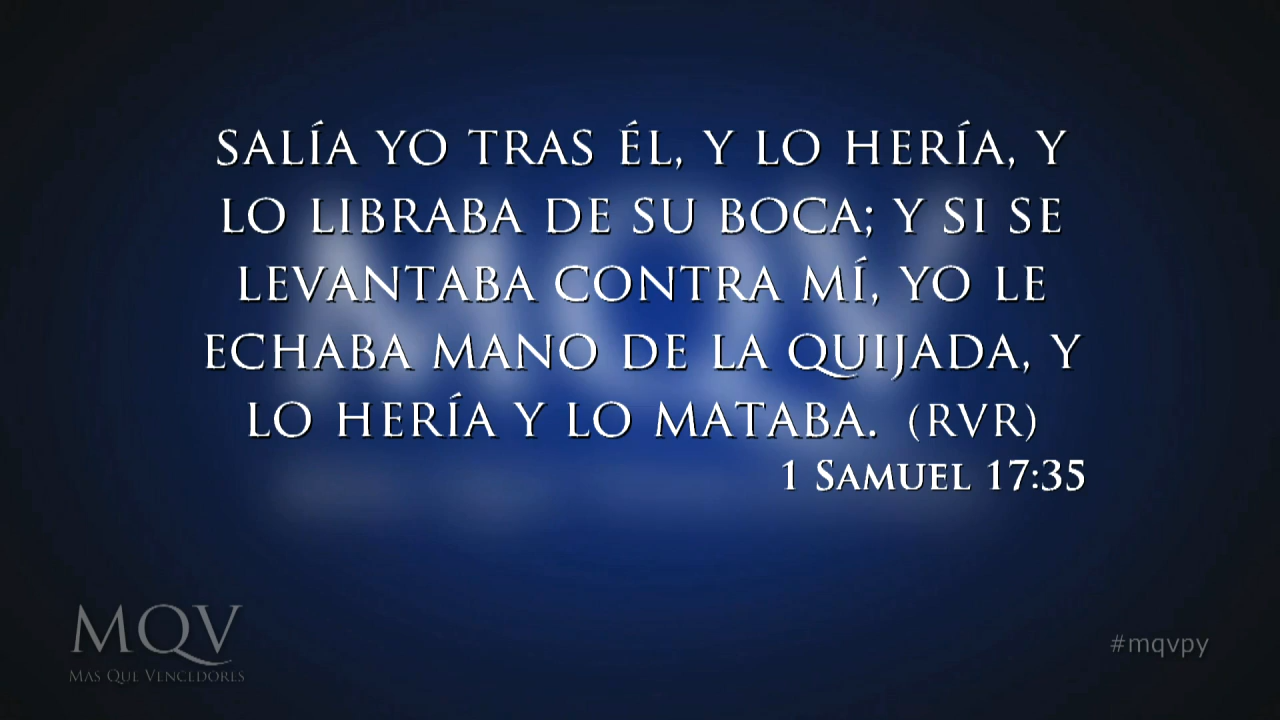 SALÍA YO TRAS ÉL, Y LO HERÍA, Y
LO LIBRABA DE SU BOCA; Y SI SE
LEVANTABA CONTRA MÍ, YO LE
ECHABA MANO DE LA QUIJADA, Y
LO HERÍA Y LO MATABA. (RVR)
1 SAMUEL 17:35
MQV
MAS QUE VENCEDORES
#mqvpy